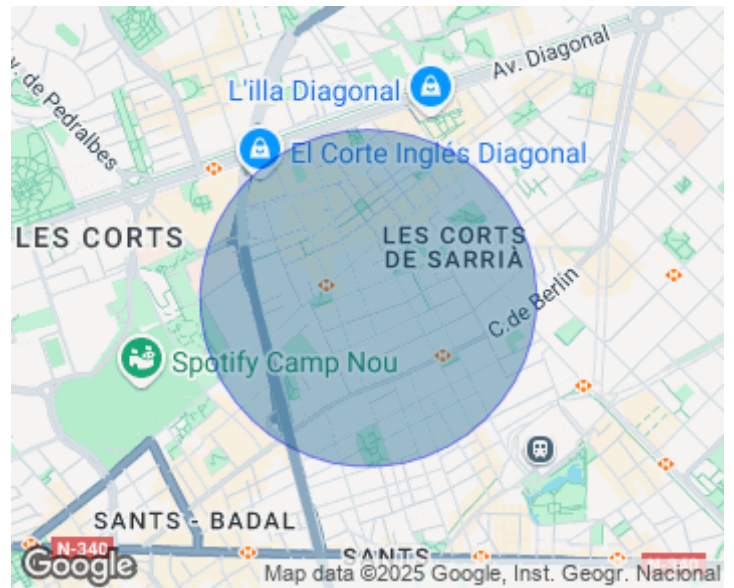 Av. Diagonal
L'illa Diagonal
v. de Pedralbes
El Corte Inglés Diagonal
LES CORTS
LES CORTS
DE SARRIÀ
C. de Berlin
Spotify Camp Nou
SANTS - BADAL
N-340
SANTS
Google
Map data ©2025 Google, Inst. Geogr. Nacional